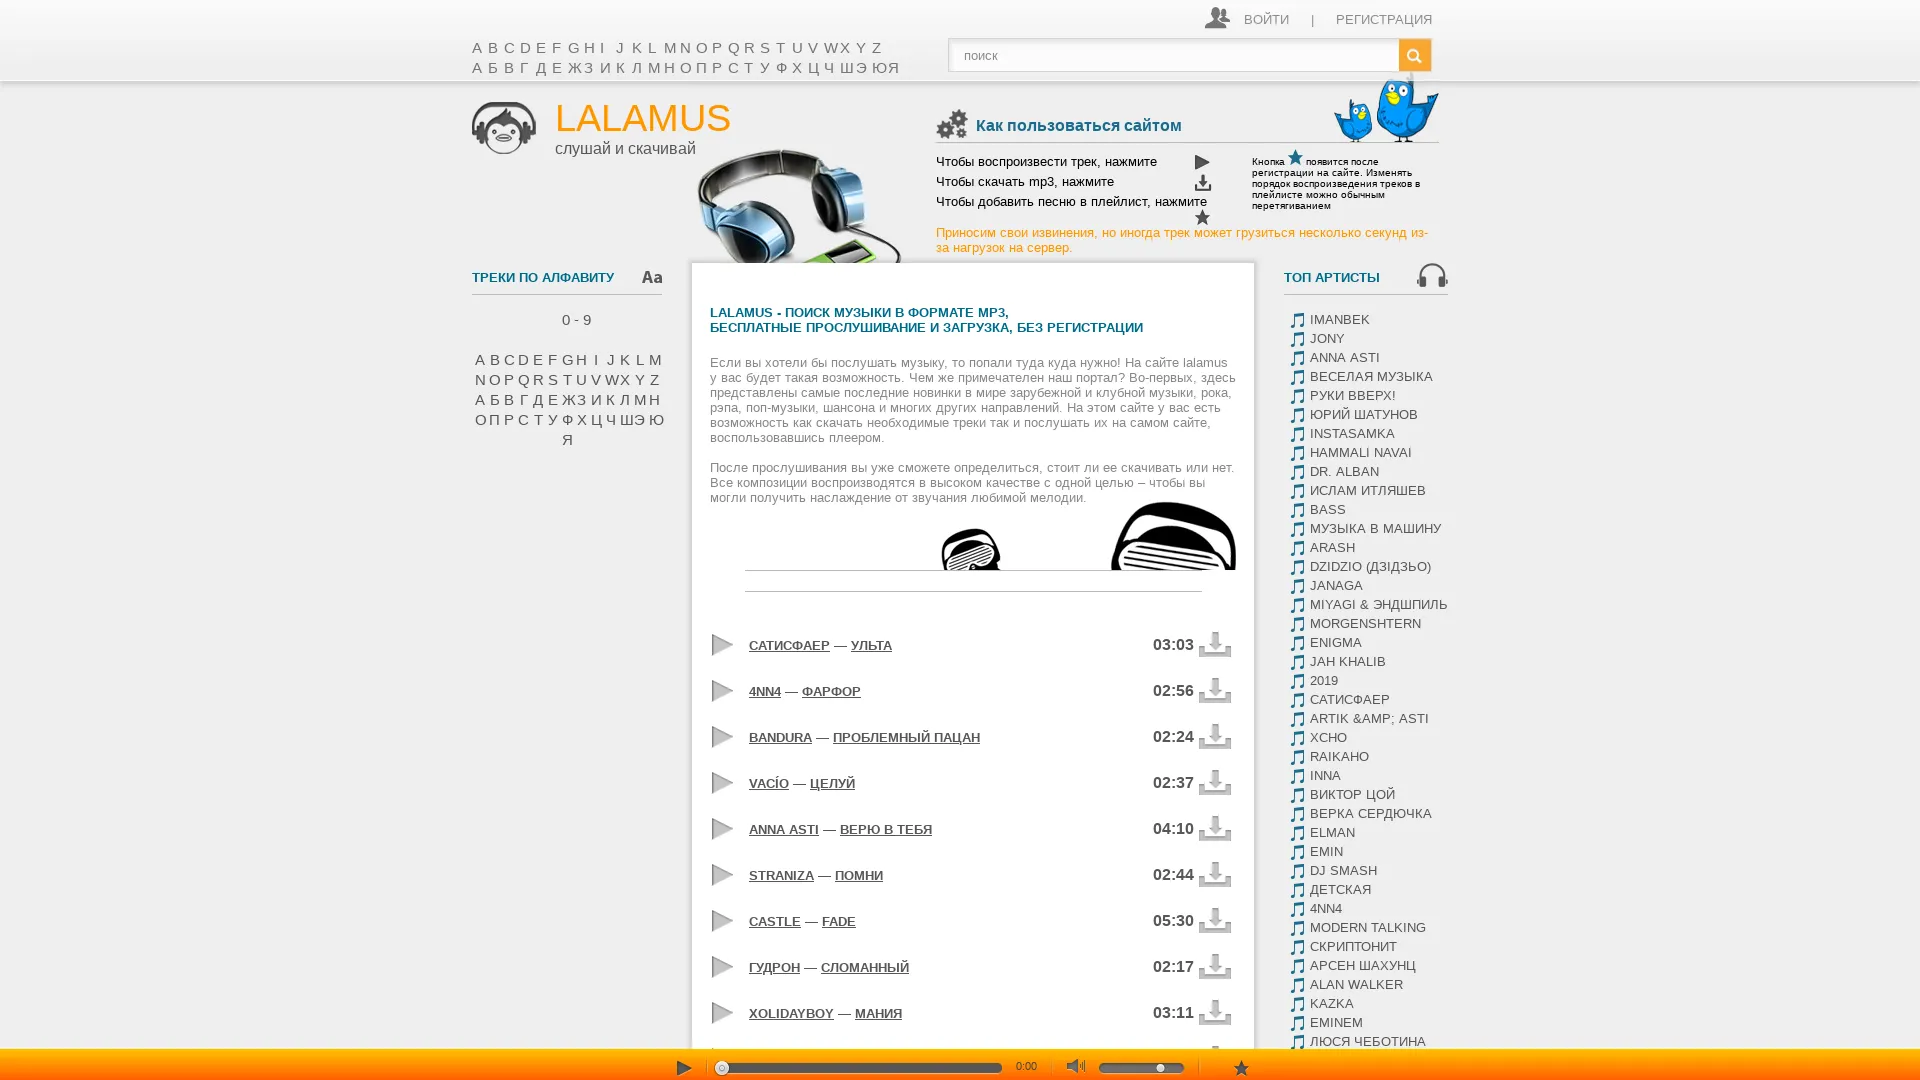 ВОЙТИ | РЕГИСТРАЦИЯ
A B C D E F G H I J K L M N O P Q R S T U V W X Y Z
А Б В Г Д Е Ж З И К Л М Н О П Р С Т У Ф Х Ц Ч Ш Э Ю Я
поиск
LALAMUS
слушай и скачивай
Как пользоваться сайтом
Чтобы воспроизвести трек, нажмите
Чтобы скачать mp3, нажмите
Чтобы добавить песню в плейлист, нажмите
Кнопка появится после
регистрации на сайте. Изменять
порядок воспроизведения треков в
плейлисте можно обычным
перетягиванием
Приносим свои извинения, но иногда трек может грузиться несколько секунд из-
за нагрузок на сервер.
ТРЕКИ ПО АЛФАВИТУ Aa
0 - 9
A B C D E F G H I J K L M
N O P Q R S T U V W X Y Z
А Б В Г Д Е Ж З И К Л М Н
О П Р С Т У Ф Х Ц Ч Ш Э Ю
Я
LALAMUS - ПОИСК МУЗЫКИ В ФОРМАТЕ MP3,
БЕСПЛАТНЫЕ ПРОСЛУШИВАНИЕ И ЗАГРУЗКА, БЕЗ РЕГИСТРАЦИИ
Если вы хотели бы послушать музыку, то попали туда куда нужно! На сайте lalamus
у вас будет такая возможность. Чем же примечателен наш портал? Во-первых, здесь
представлены самые последние новинки в мире зарубежной и клубной музыки, рока,
рэпа, поп-музыки, шансона и многих других направлений. На этом сайте у вас есть
возможность как скачать необходимые треки так и послушать их на самом сайте,
воспользовавшись плеером.
После прослушивания вы уже сможете определиться, стоит ли ее скачивать или нет.
Все композиции воспроизводятся в высоком качестве с одной целью – чтобы вы
могли получить наслаждение от звучания любимой мелодии.
САТИСФАЕР — УЛЬТА 03:03
4NN4 — ФАРФОР 02:56
BANDURA — ПРОБЛЕМНЫЙ ПАЦАН 02:24
VACÍO — ЦЕЛУЙ 02:37
ANNA ASTI — ВЕРЮ В ТЕБЯ 04:10
STRANIZA — ПОМНИ 02:44
CASTLE — FADE 05:30
ГУДРОН — СЛОМАННЫЙ 02:17
XOLIDAYBOY — МАНИЯ 03:11
ТОП АРТИСТЫ
IMANBEK
JONY
ANNA ASTI
ВЕСЕЛАЯ МУЗЫКА
РУКИ ВВЕРХ!
ЮРИЙ ШАТУНОВ
INSTASAMKA
HAMMALI NAVAI
DR. ALBAN
ИСЛАМ ИТЛЯШЕВ
BASS
МУЗЫКА В МАШИНУ
ARASH
DZIDZIO (ДЗІДЗЬО)
JANAGA
MIYAGI & ЭНДШПИЛЬ
MORGENSHTERN
ENIGMA
JAH KHALIB
2019
САТИСФАЕР
ARTIK &AMP; ASTI
XCHO
RAIKAHO
INNA
ВИКТОР ЦОЙ
ВЕРКА СЕРДЮЧКА
ELMAN
EMIN
DJ SMASH
ДЕТСКАЯ
4NN4
MODERN TALKING
СКРИПТОНИТ
АРСЕН ШАХУНЦ
ALAN WALKER
KAZKA
EMINEM
ЛЮСЯ ЧЕБОТИНА
0:00